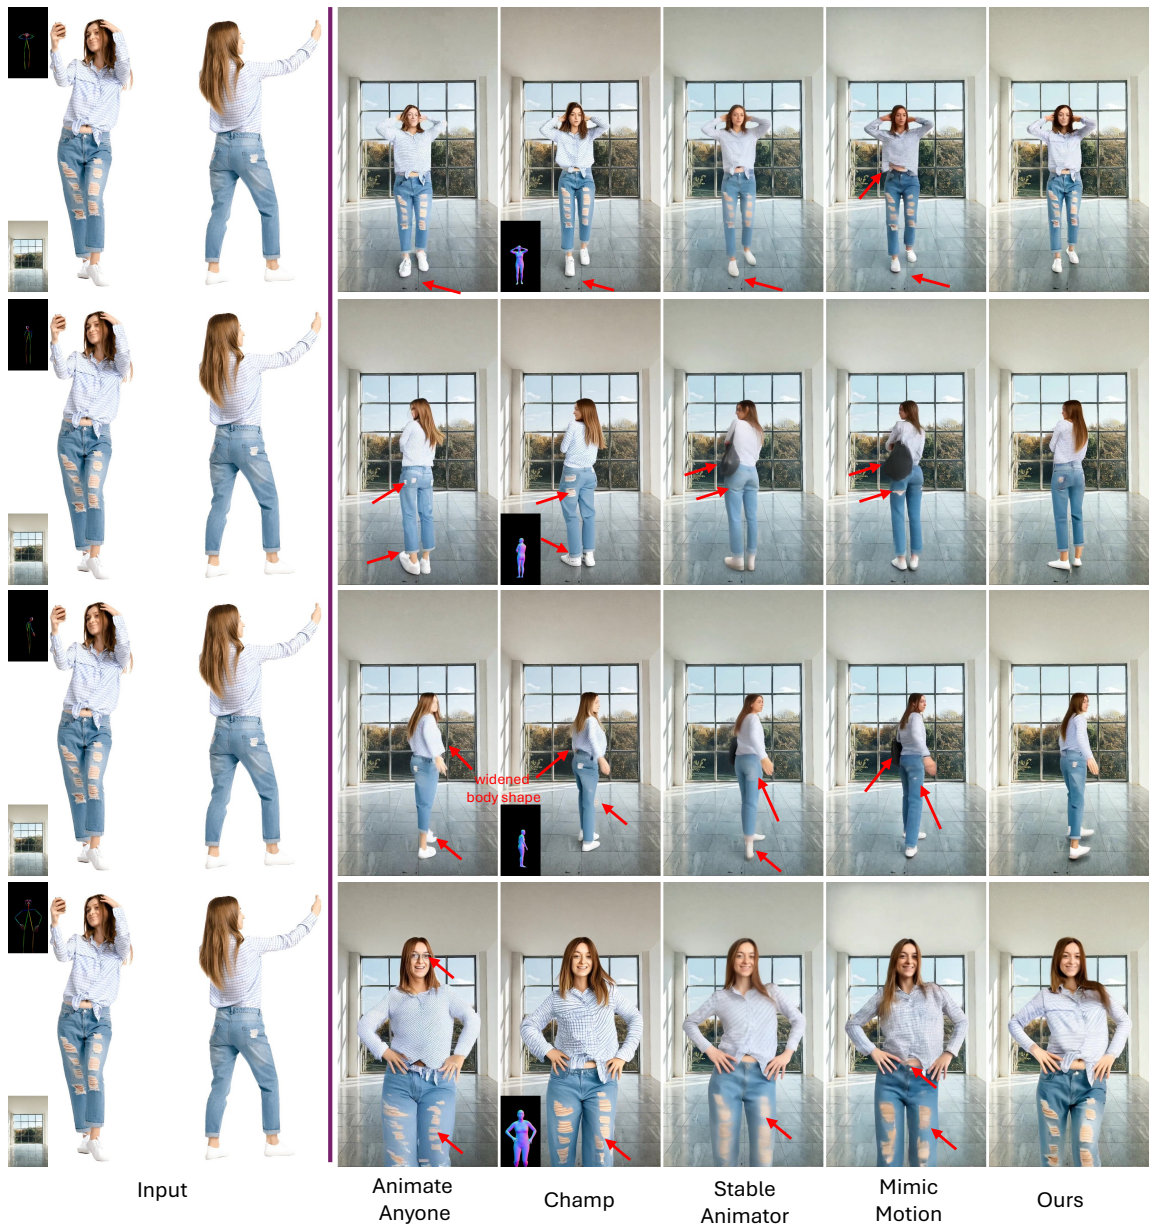 widened
body shape
Input
Animate
Anyone
Champ
Stable
Animator
Mimic
Motion
Ours